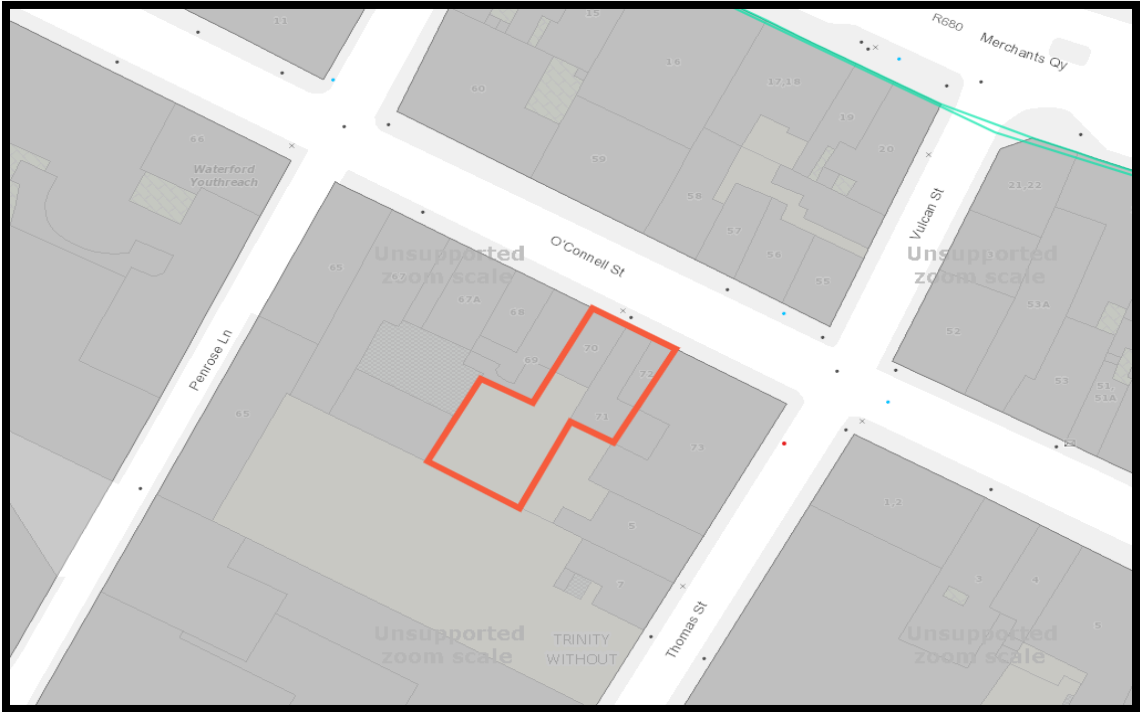 11
15
R680
Merchants Qy
60
16
17,18
19
20
66
Waterford
Youthreach
59
58
57
56
55
Vulcan St
21,22
O'Connell St
Unsupported
zoom scale
Unsupported
zoom scale
65
67
67A
68
69
70
72
71
73
53A
52
53
51,
51A
Penrose Ln
65
1,2
5
7
3
4
5
Thomas St
Unsupported
zoom scale
TRINITY
WITHOUT
Unsupported
zoom scale